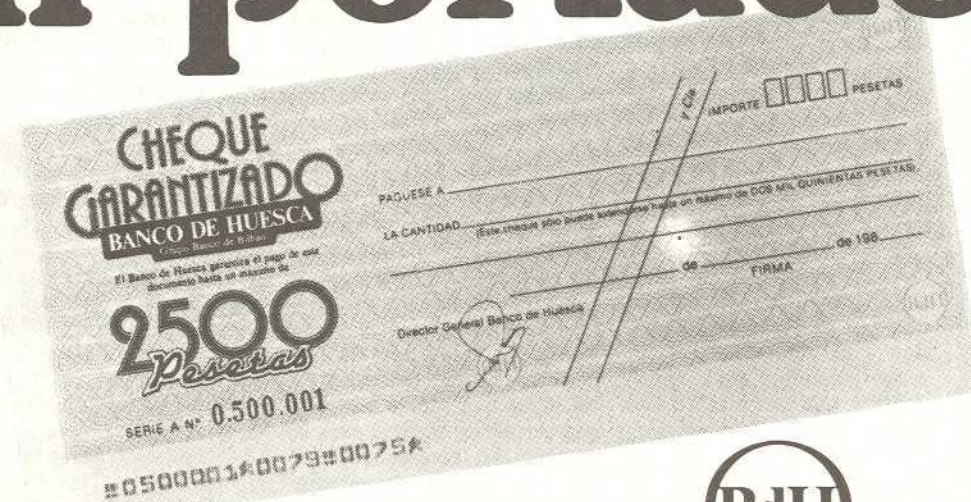 CHEQUE
GARANTIZADO
BANCO DE HUESCA
Grupo Banco de Bilbao
El Banco de Huesca garantiza el pago de este
documento hasta un máximo de
2500
Pesetas
SERIE A Nº 0.500.001
y Cía
IMPORTE PESETAS
PAGUESE A
LA CANTIDAD (Este cheque sólo puede extenderse hasta un máximo de DOS MIL QUINIENTAS PESETAS)
de de 198
FIRMA
Director General Banco de Huesca
0500001 0079 0075
BdH